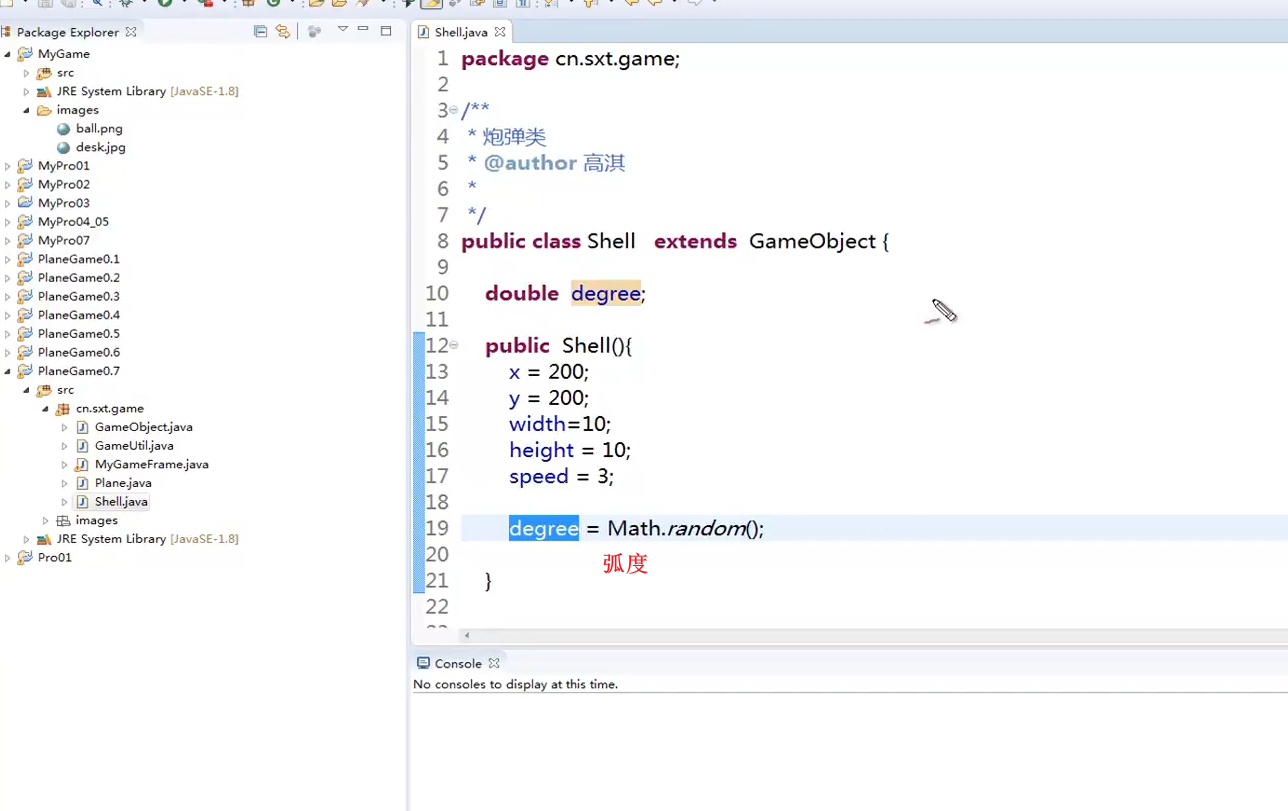 Package Explorer
MyGame
src
JRE System Library [JavaSE-1.8]
images
ball.png
desk.jpg
MyPro01
MyPro02
MyPro03
MyPro04_05
MyPro07
PlaneGame0.1
PlaneGame0.2
PlaneGame0.3
PlaneGame0.4
PlaneGame0.5
PlaneGame0.6
PlaneGame0.7
src
cn.sxt.game
GameObject.java
GameUtil.java
MyGameFrame.java
Plane.java
Shell.java
images
JRE System Library [JavaSE-1.8]
Pro01
Shell.java
1 package cn.sxt.game;
2
3 /**
4 * 炮弹类
5 * @author 高淇
6 *
7 */
8 public class Shell extends GameObject {
9
10 double degree;
11
12 public Shell(){
13 x = 200;
14 y = 200;
15 width=10;
16 height = 10;
17 speed = 3;
18
19 degree = Math.random();
20
弧度
21 }
22
Console
No consoles to display at this time.